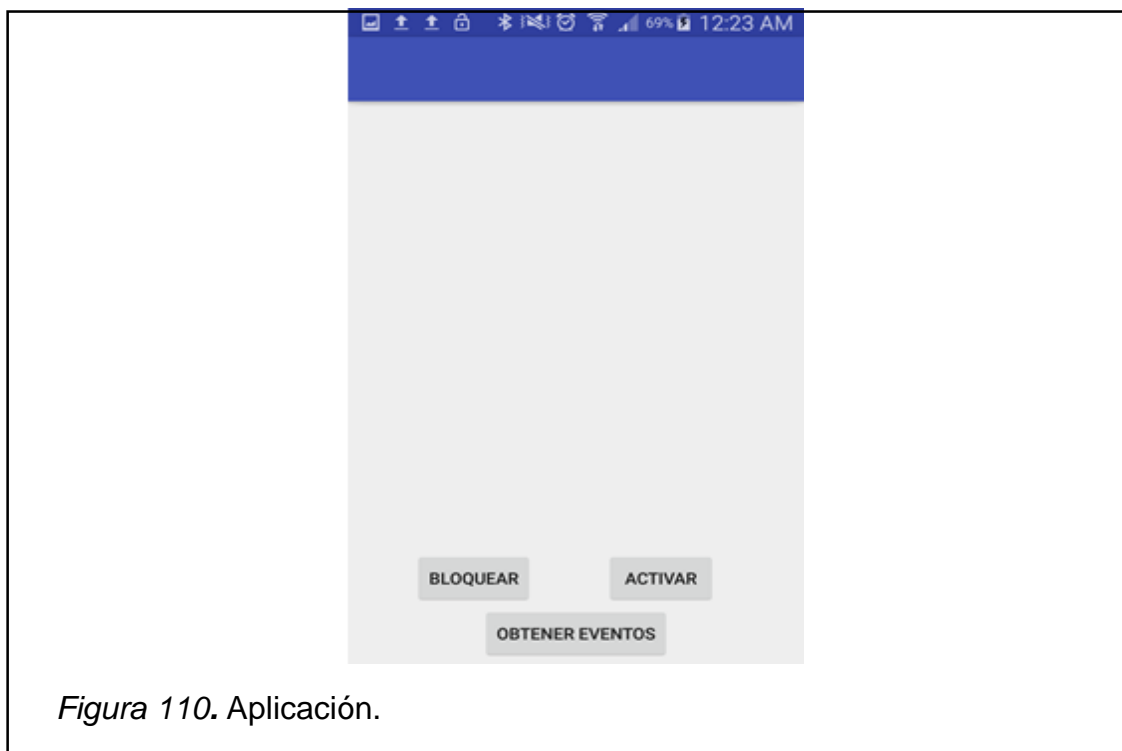 69% 12:23 AM
BLOQUEAR ACTIVAR
OBTENER EVENTOS
Figura 110. Aplicación.